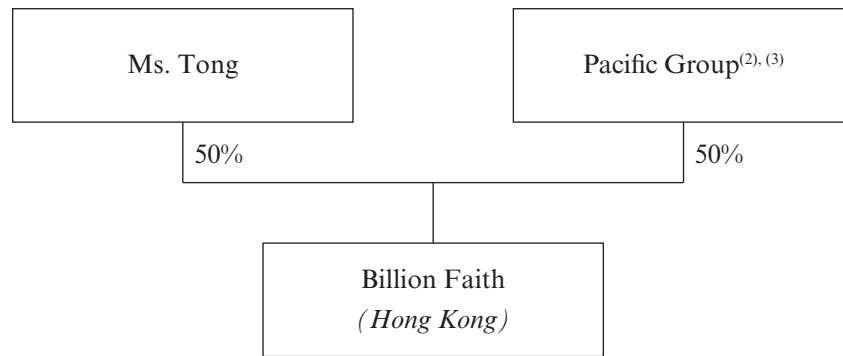 Ms. Tong
Pacific Group(2), (3)
50%
50%
Billion Faith
(Hong Kong)